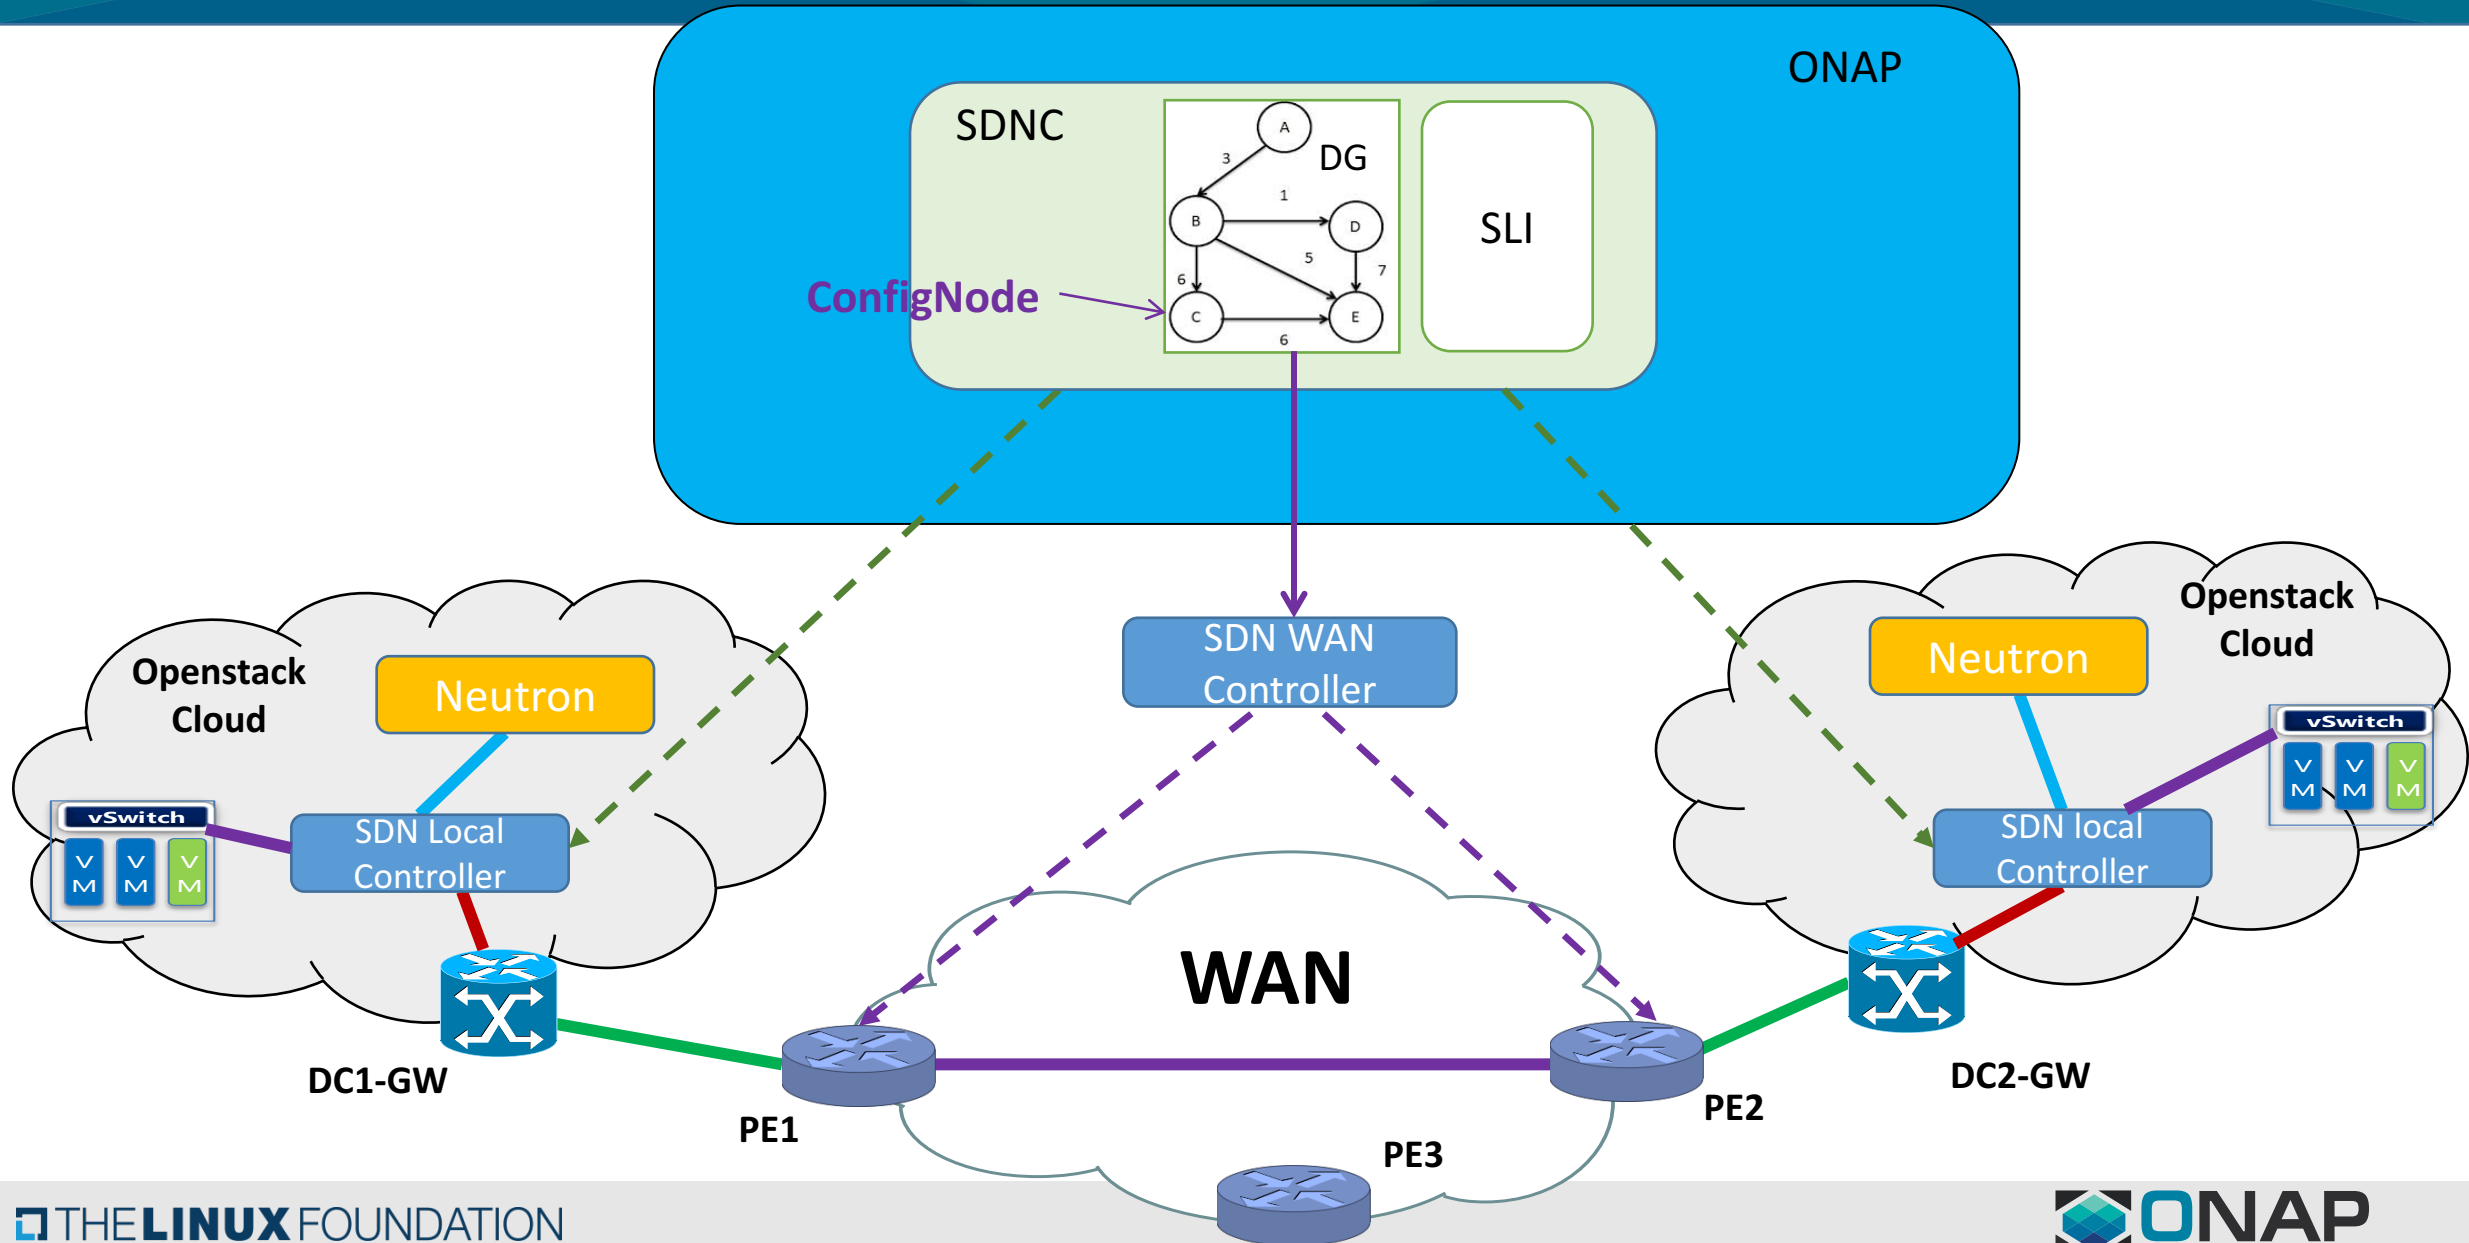 ONAP
SDNC
A
DG
3
1
B
D
SLI
5
7
6
ConfigNode
C
E
6
Openstack
Cloud
Neutron
vSwitch
V
M
V
M
V
M
SDN Local
Controller
DC1-GW
SDN WAN
Controller
WAN
PE1
PE2
PE3
Openstack
Cloud
Neutron
vSwitch
V
M
V
M
V
M
SDN local
Controller
DC2-GW
THE LINUX FOUNDATION
ONAP